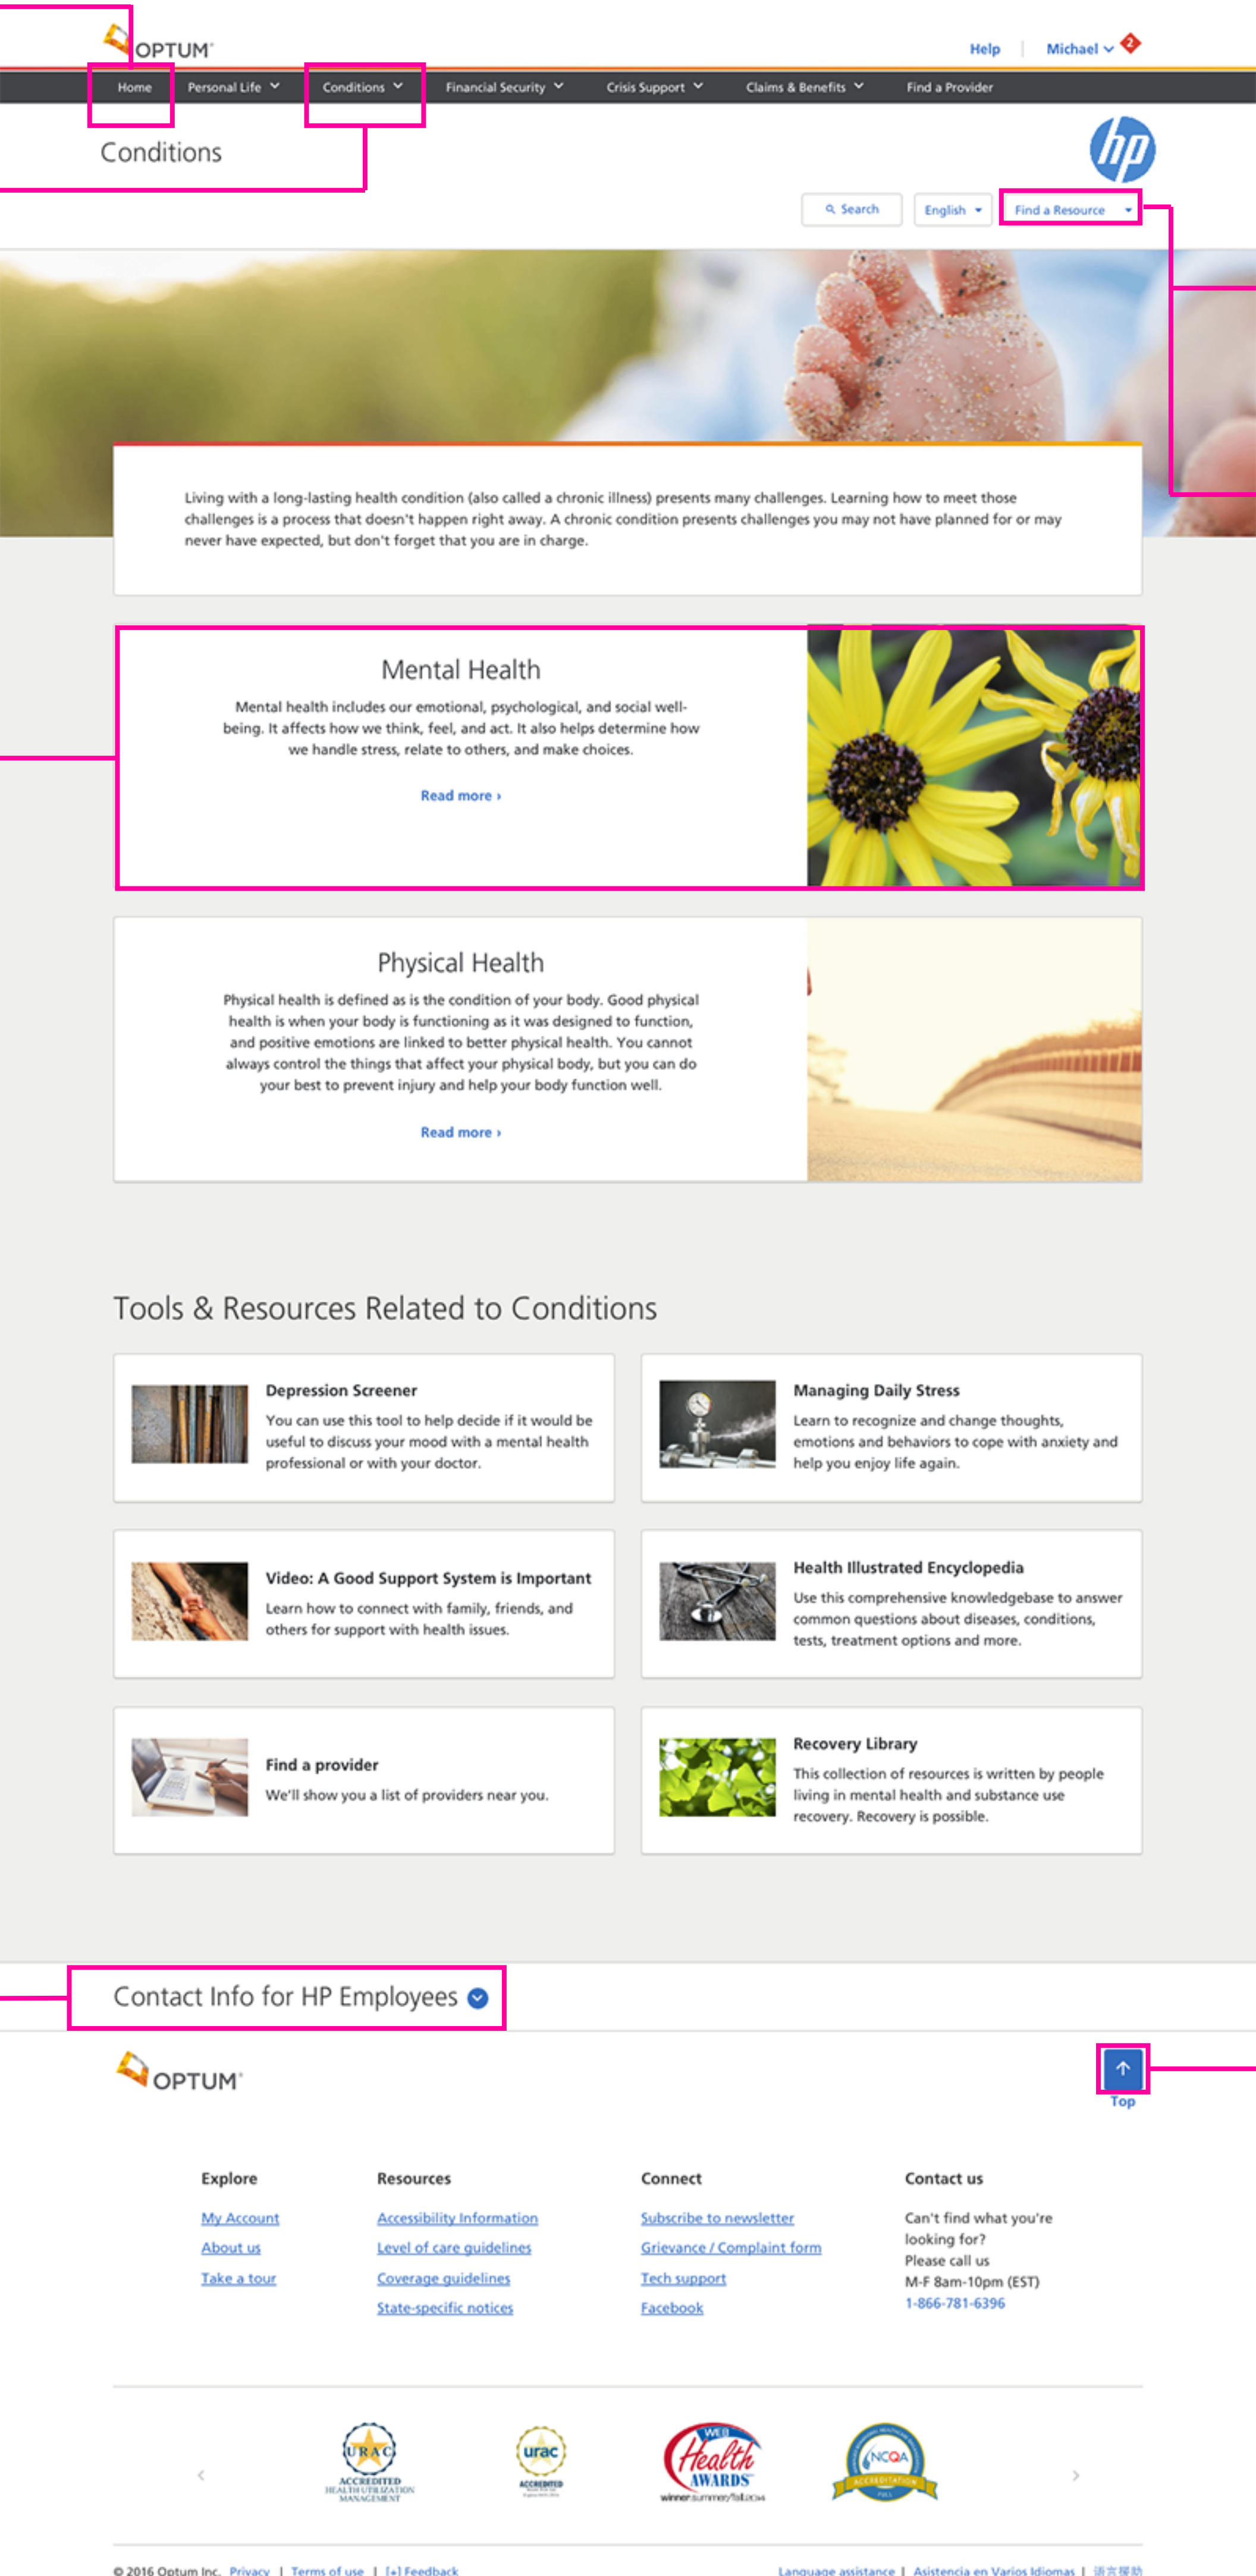 OPTUM®
Help | Michael 2
Home Personal Life Conditions Financial Security Crisis Support Claims & Benefits Find a Provider
Conditions
hp
Search English Find a Resource
Living with a long-lasting health condition (also called a chronic illness) presents many challenges. Learning how to meet those
challenges is a process that doesn't happen right away. A chronic condition presents challenges you may not have planned for or may
never have expected, but don't forget that you are in charge.
Mental Health
Mental health includes our emotional, psychological, and social well-
being. It affects how we think, feel, and act. It also helps determine how
we handle stress, relate to others, and make choices.
Read more ›
Physical Health
Physical health is defined as is the condition of your body. Good physical
health is when your body is functioning as it was designed to function,
and positive emotions are linked to better physical health. You cannot
always control the things that affect your physical body, but you can do
your best to prevent injury and help your body function well.
Read more ›
Tools & Resources Related to Conditions
Depression Screener
You can use this tool to help decide if it would be
useful to discuss your mood with a mental health
professional or with your doctor.
Managing Daily Stress
Learn to recognize and change thoughts,
emotions and behaviors to cope with anxiety and
help you enjoy life again.
Video: A Good Support System is Important
Learn how to connect with family, friends, and
others for support with health issues.
Health Illustrated Encyclopedia
Use this comprehensive knowledgebase to answer
common questions about diseases, conditions,
tests, treatment options and more.
Find a provider
We'll show you a list of providers near you.
Recovery Library
This collection of resources is written by people
living in mental health and substance use
recovery. Recovery is possible.
Contact Info for HP Employees
OPTUM®
Top
Explore
My Account
About us
Take a tour
Resources
Accessibility Information
Level of care guidelines
Coverage guidelines
State-specific notices
Connect
Subscribe to newsletter
Grievance / Complaint form
Tech support
Facebook
Contact us
Can't find what you're
looking for?
Please call us
M-F 8am-10pm (EST)
1-866-781-6396
URAC
ACCREDITED
HEALTH UTILIZATION
MANAGEMENT
urac
ACCREDITED
WEB
Health
AWARDS
winner:summer/fall 2014
NCQA
ACCREDITATION
FULL
© 2016 Optum Inc. Privacy | Terms of use | [+] Feedback
Language assistance | Asistencia en Varios Idiomas | 语言援助